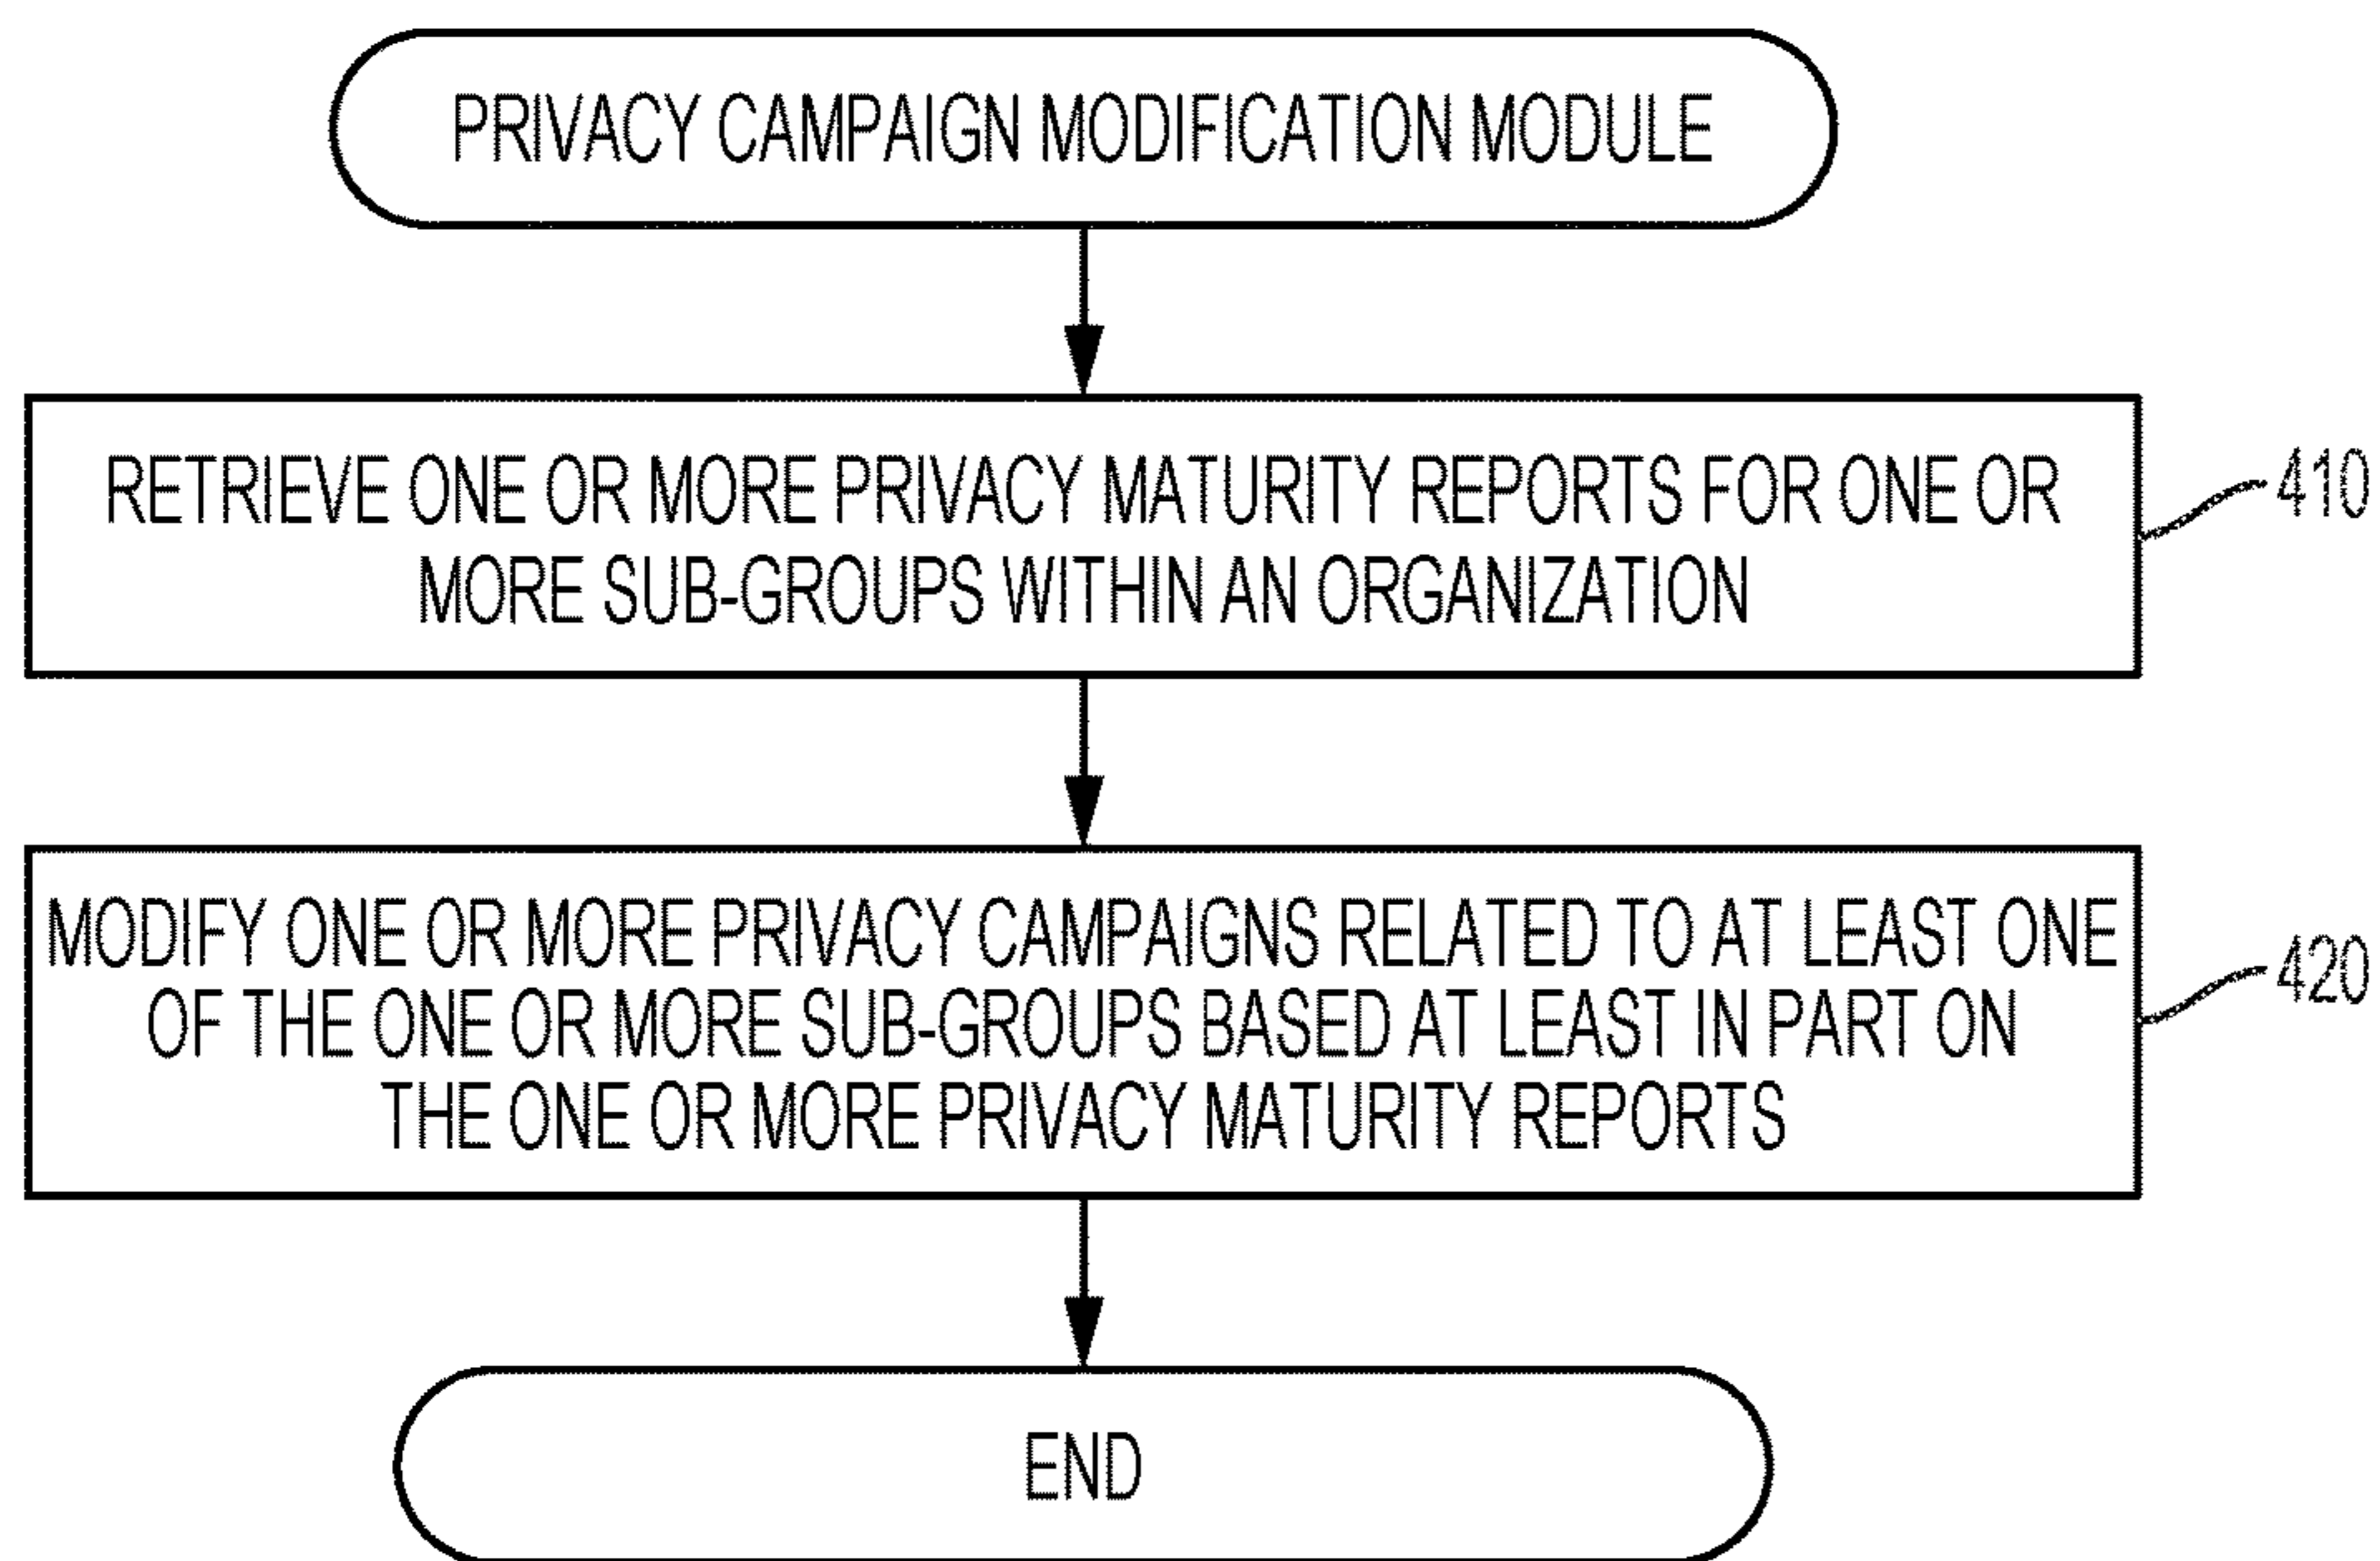 PRIVACY CAMPAIGN MODIFICATION MODULE
RETRIEVE ONE OR MORE PRIVACY MATURITY REPORTS FOR ONE OR
MORE SUB-GROUPS WITHIN AN ORGANIZATION
410
MODIFY ONE OR MORE PRIVACY CAMPAIGNS RELATED TO AT LEAST ONE
OF THE ONE OR MORE SUB-GROUPS BASED AT LEAST IN PART ON
THE ONE OR MORE PRIVACY MATURITY REPORTS
420
END